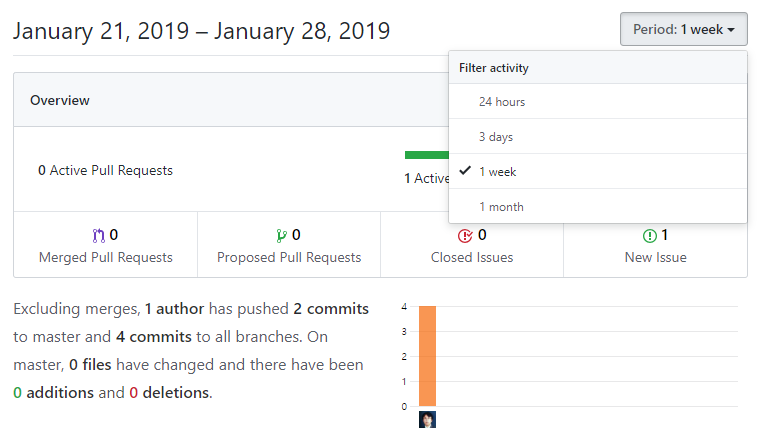 January 21, 2019 – January 28, 2019
Period: 1 week
Filter activity
24 hours
3 days
1 week
1 month
Overview
0 Active Pull Requests
1 Active
0
Merged Pull Requests
0
Proposed Pull Requests
0
Closed Issues
1
New Issue
Excluding merges, 1 author has pushed 2 commits
to master and 4 commits to all branches. On
master, 0 files have changed and there have been
0 additions and 0 deletions.
4
3
2
1
0